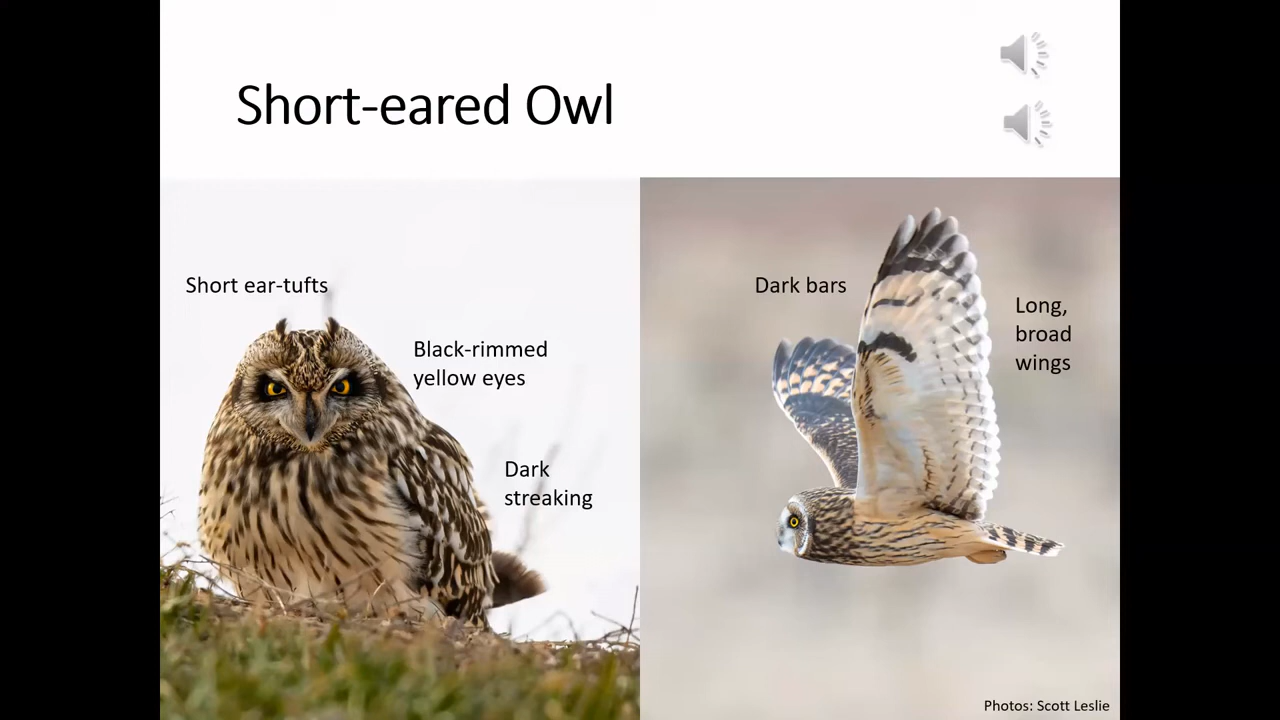 Short-eared Owl
Short ear-tufts
Black-rimmed
yellow eyes
Dark
streaking
Dark bars
Long,
broad
wings
Photos: Scott Leslie